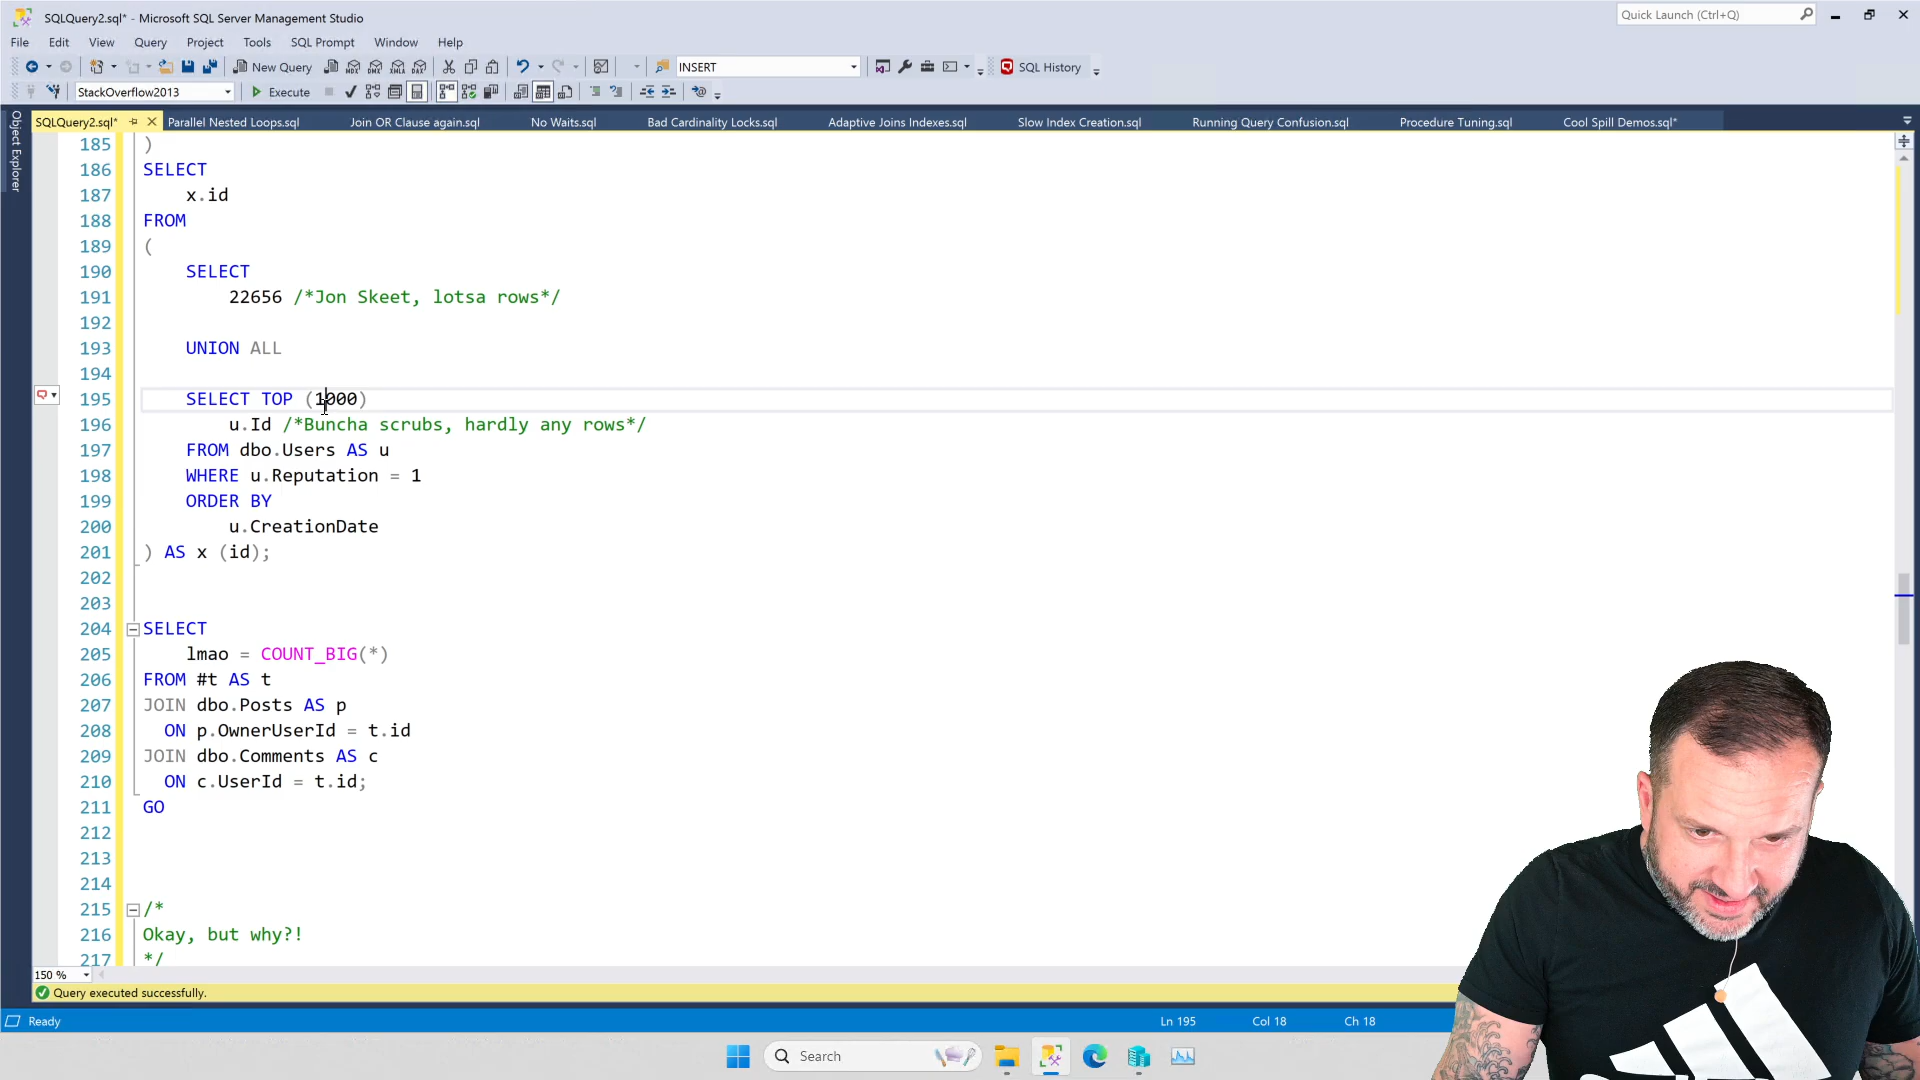 SQLQuery2.sql* - Microsoft SQL Server Management Studio
Quick Launch (Ctrl+Q)
File Edit View Query Project Tools SQL Prompt Window Help
New Query INSERT SQL History
StackOverflow2013 Execute
SQLQuery2.sql* Parallel Nested Loops.sql Join OR Clause again.sql No Waits.sql Bad Cardinality Locks.sql Adaptive Joins Indexes.sql Slow Index Creation.sql Running Query Confusion.sql Procedure Tuning.sql Cool Spill Demos.sql*
Object Explorer
185 )
186 SELECT
187 x.id
188 FROM
189 (
190 SELECT
191 22656 /*Jon Skeet, lotsa rows*/
192
193 UNION ALL
194
195 SELECT TOP (1000)
196 u.Id /*Buncha scrubs, hardly any rows*/
197 FROM dbo.Users AS u
198 WHERE u.Reputation = 1
199 ORDER BY
200 u.CreationDate
201 ) AS x (id);
202
203
204 SELECT
205 lmao = COUNT_BIG(*)
206 FROM #t AS t
207 JOIN dbo.Posts AS p
208 ON p.OwnerUserId = t.id
209 JOIN dbo.Comments AS c
210 ON c.UserId = t.id;
211 GO
212
213
214
215 /*
216 Okay, but why?!
217 */
150 %
Query executed successfully.
Ready Ln 195 Col 18 Ch 18
Search